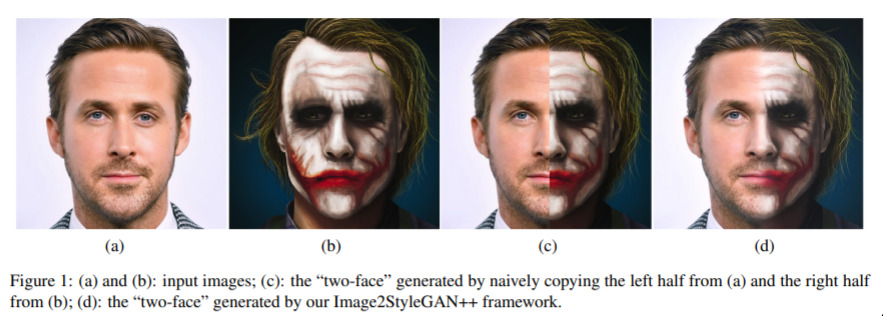 (a)
(b)
(c)
(d)
Figure 1: (a) and (b): input images; (c): the “two-face” generated by naively copying the left half from (a) and the right half
from (b); (d): the “two-face” generated by our Image2StyleGAN++ framework.